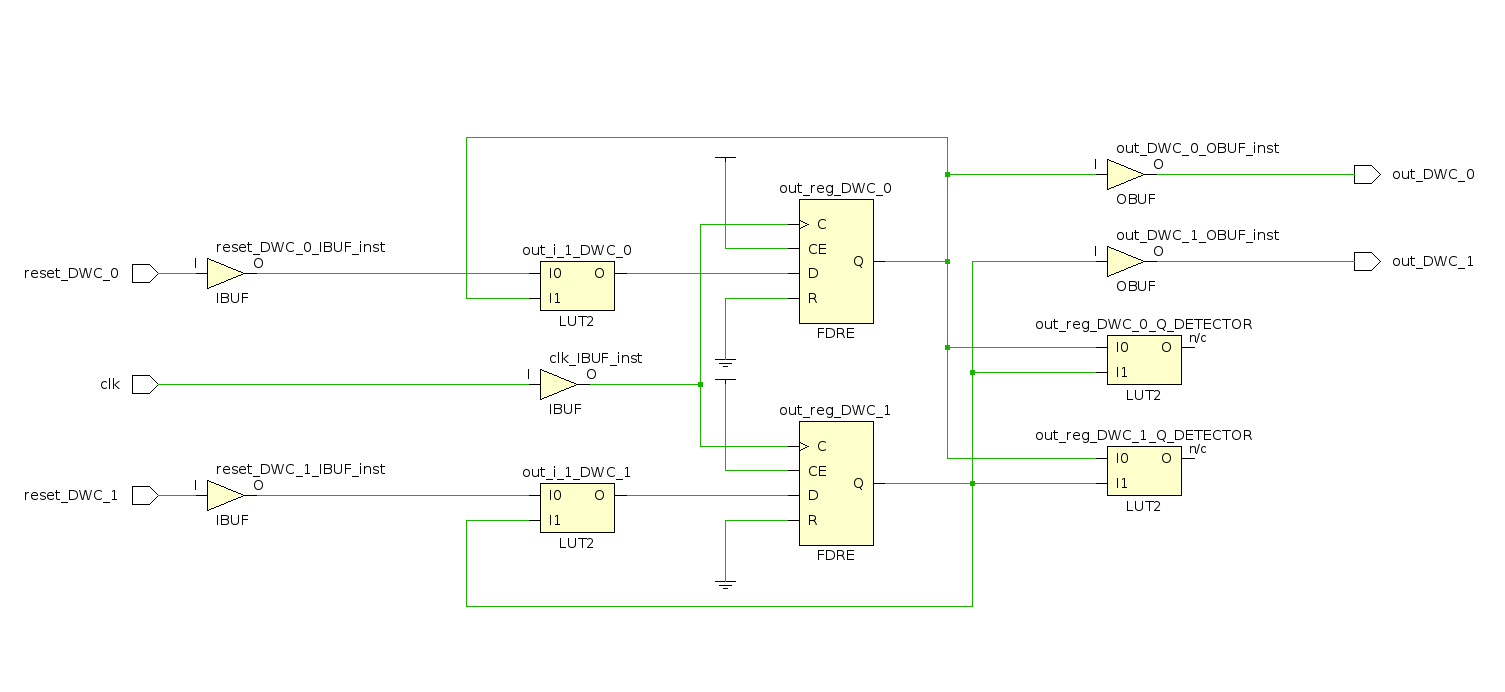 out_DWC_0_OBUF_inst
I
O
out_DWC_0
OBUF
out_reg_DWC_0
C
CE
Q
D
R
FDRE
out_DWC_1_OBUF_inst
I
O
out_DWC_1
OBUF
reset_DWC_0_IBUF_inst
reset_DWC_0
I
O
IBUF
out_i_1_DWC_0
I0
O
I1
LUT2
out_reg_DWC_0_Q_DETECTOR
n/c
I0
O
I1
LUT2
clk_IBUF_inst
clk
I
O
IBUF
out_reg_DWC_1
C
CE
Q
D
R
FDRE
out_reg_DWC_1_Q_DETECTOR
n/c
I0
O
I1
LUT2
reset_DWC_1_IBUF_inst
reset_DWC_1
I
O
IBUF
out_i_1_DWC_1
I0
O
I1
LUT2